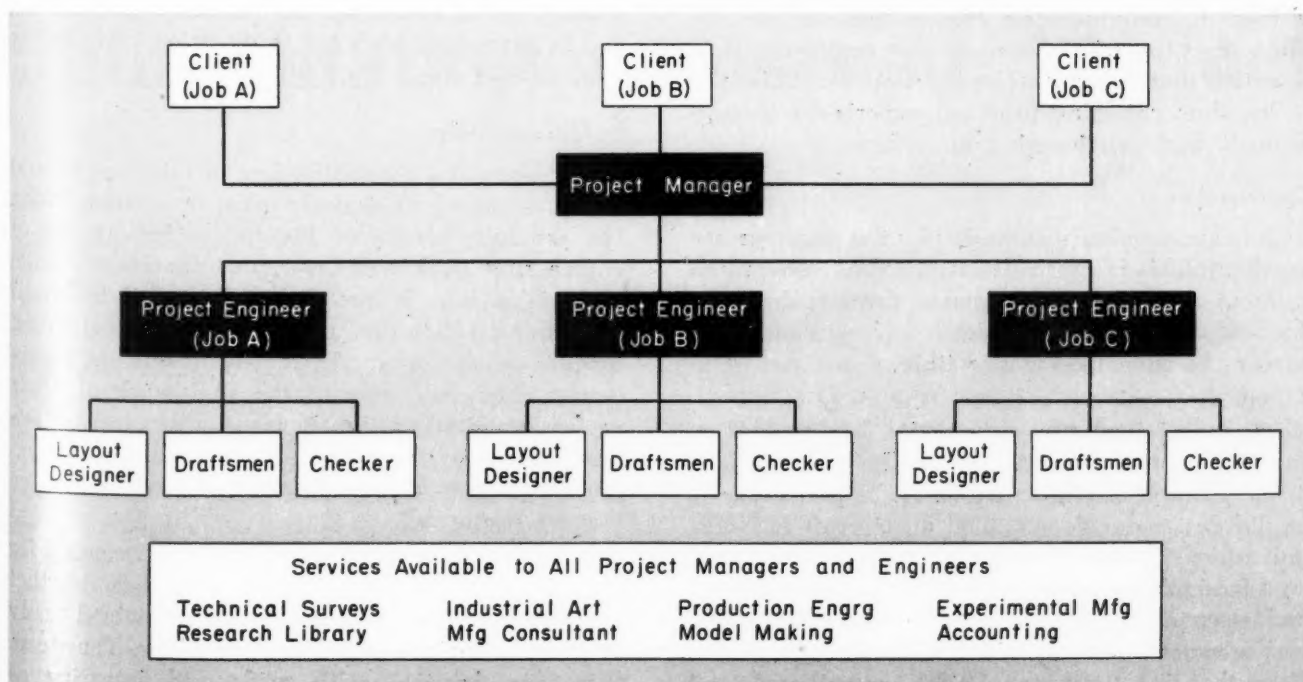 Client
(Job A)
Client
(Job B)
Client
(Job C)
Project Manager
Project Engineer
(Job A)
Project Engineer
(Job B)
Project Engineer
(Job C)
Layout
Designer
Draftsmen
Checker
Layout
Designer
Draftsmen
Checker
Layout
Designer
Draftsmen
Checker
Services Available to All Project Managers and Engineers
Technical Surveys Industrial Art Production Engrg Experimental Mfg
Research Library Mfg Consultant Model Making Accounting